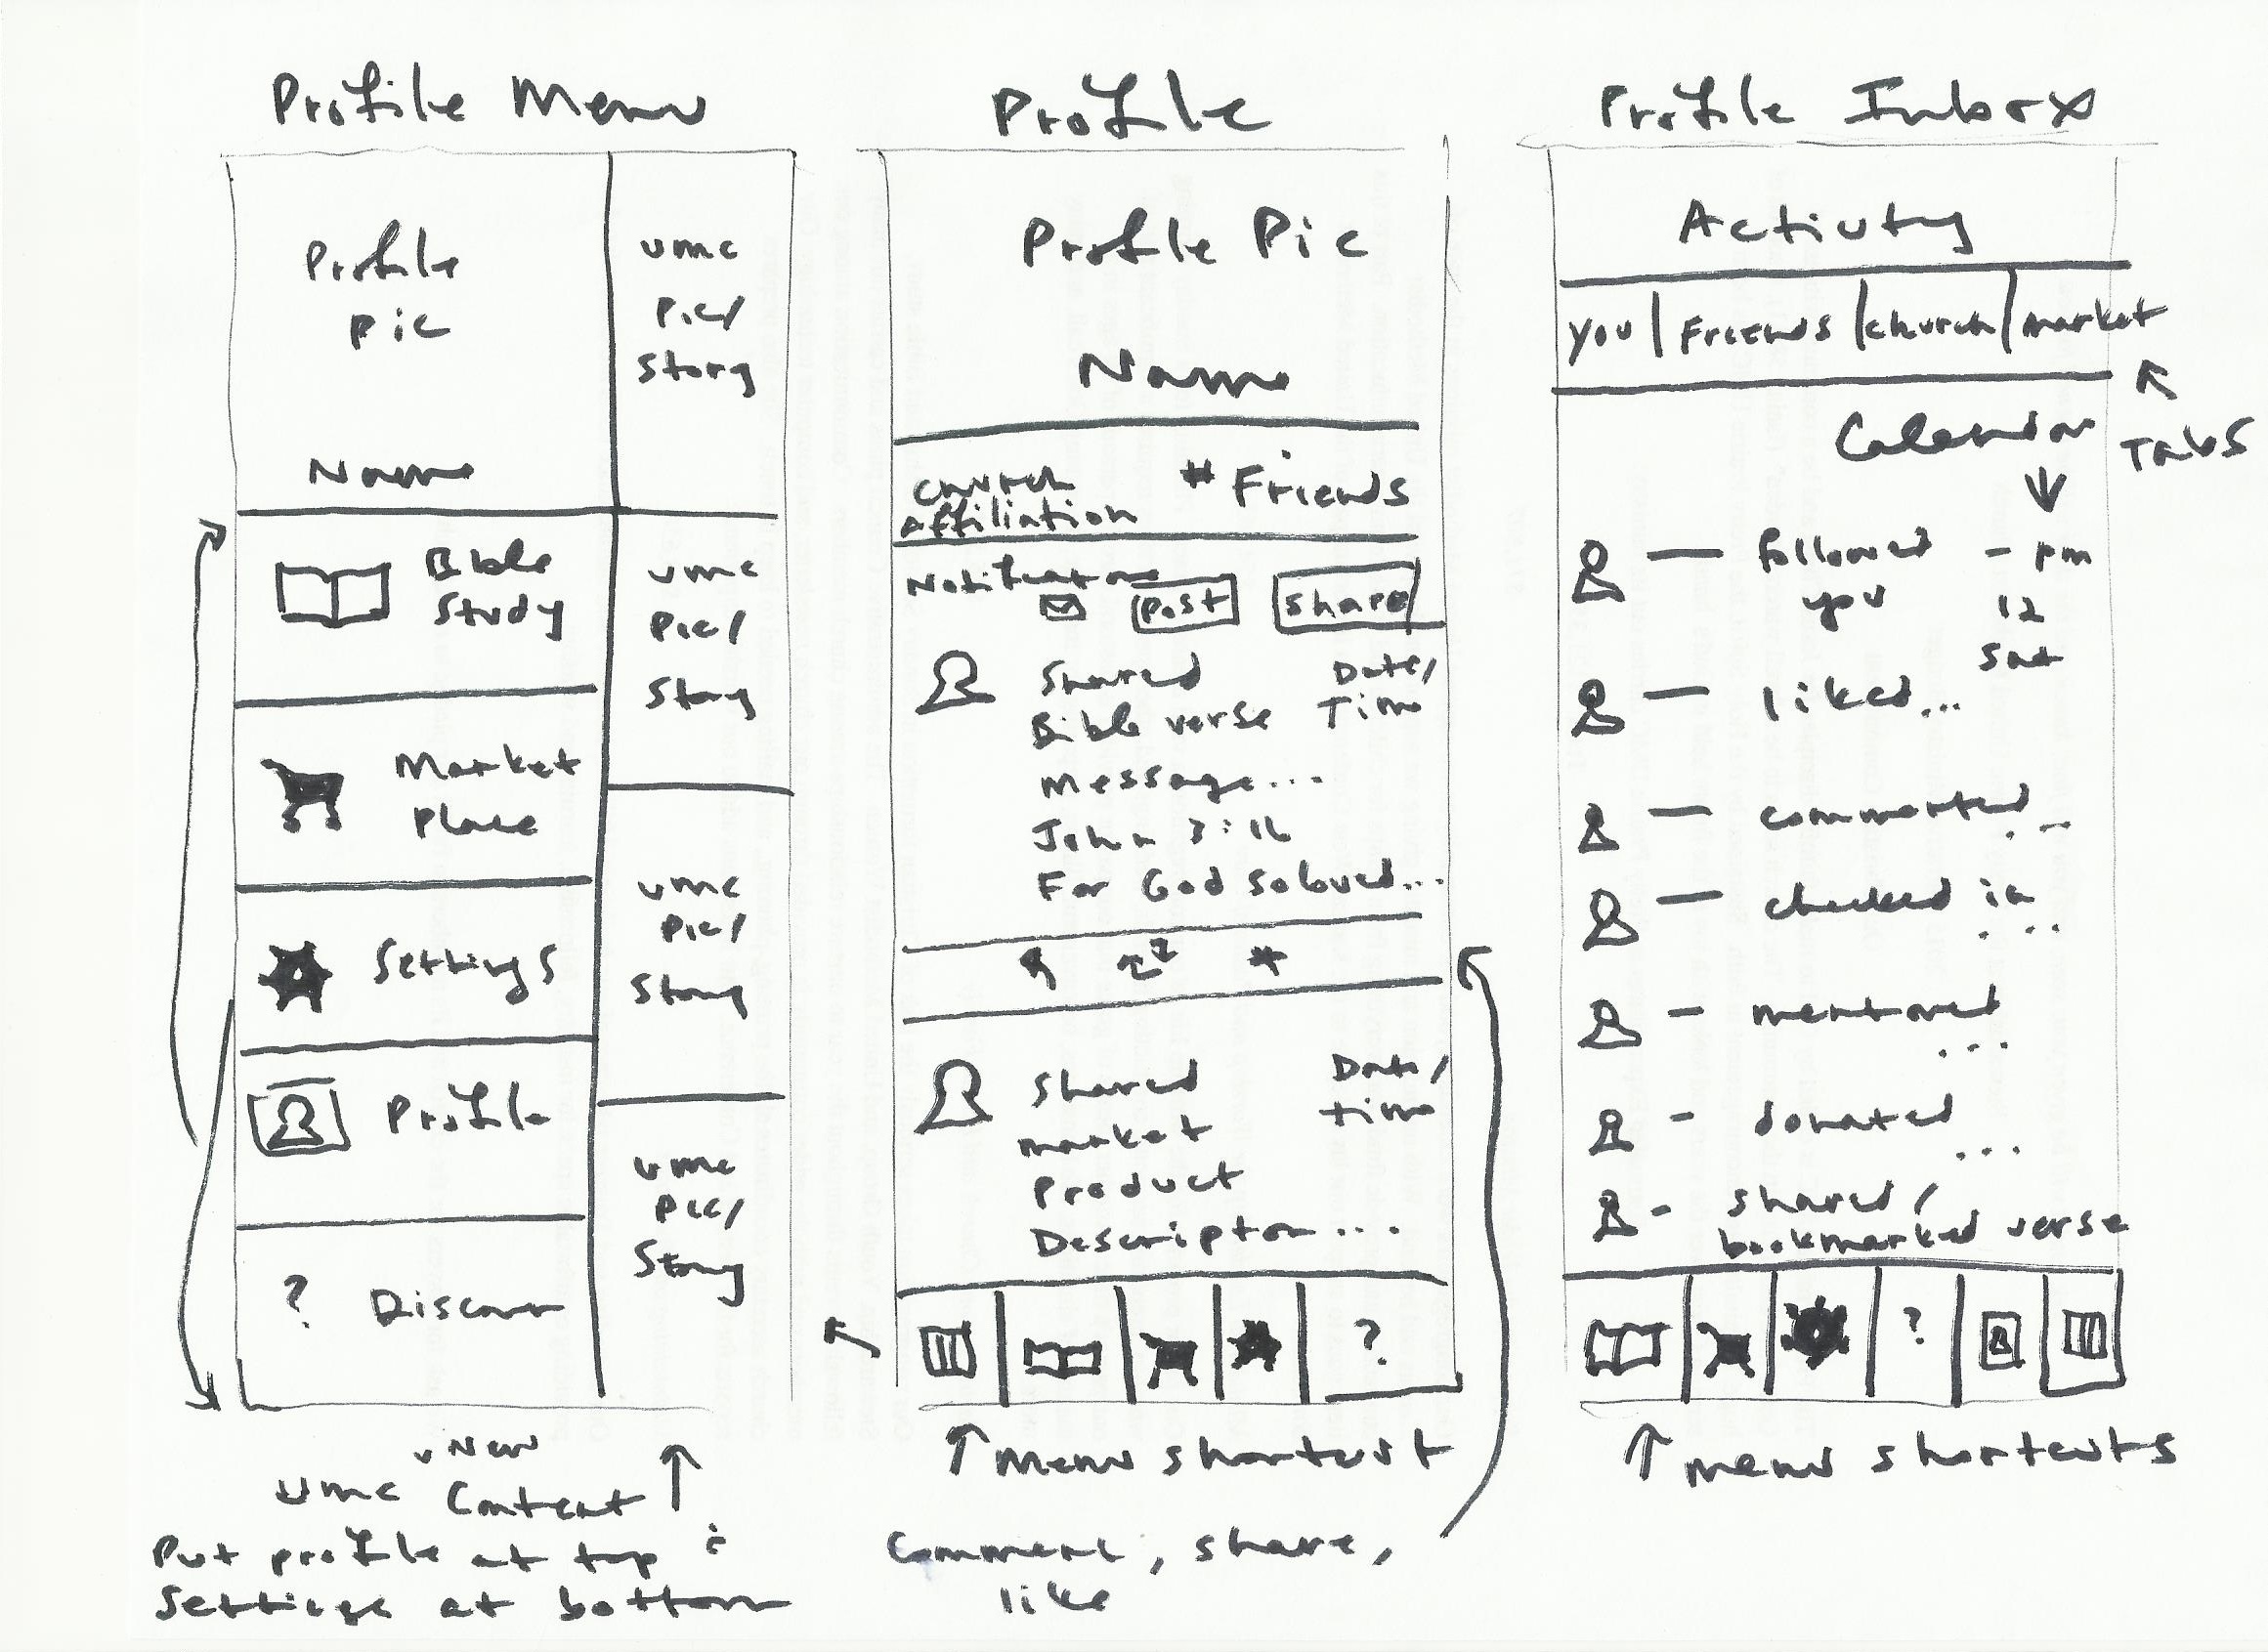 Profile Menu
Profile
Pic
Name
umc
Pic/
Story
Bible
Study
umc
Pic/
Story
Market
Place
Settings
umc
Pic/
Story
Profile
? Discover
umc
Pic/
Story
New
umc Content
Put profile at top &
Settings at bottom
Profile
Profile Pic
Name
Church
affiliation
# Friends
Notifications
Post
Share
Shared
Bible verse
message...
John 3:16
For God so loved...
Date/
Time
Shared
market
Product
Description...
Date/
time
?
Menu shortcut
Comment, share,
like
Profile Inbox
Activity
You | Friends | Church | Market
Tabs
Calendar
— followed
you
- pm
12
Sat
— liked...
— commented...
— checked in
...
— mentioned
...
- donated
...
- shared/
bookmarked verse
?
menu shortcuts